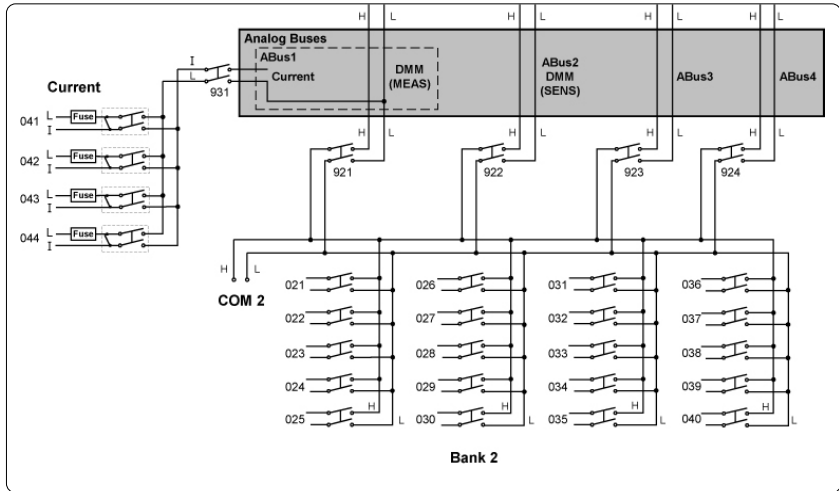 H L H L H L H L
Analog Buses
ABus1
Current
DMM
(MEAS)
ABus2
DMM
(SENS)
ABus3
ABus4
I
L
931
Current
041 L Fuse
I
042 L Fuse
I
043 L Fuse
I
044 L Fuse
I
H L H L H L H L
921 922 923 924
H L
COM 2
021 026 031 036
022 027 032 037
023 028 033 038
024 029 034 039
H H H H
025 L 030 L 035 L 040 L
Bank 2